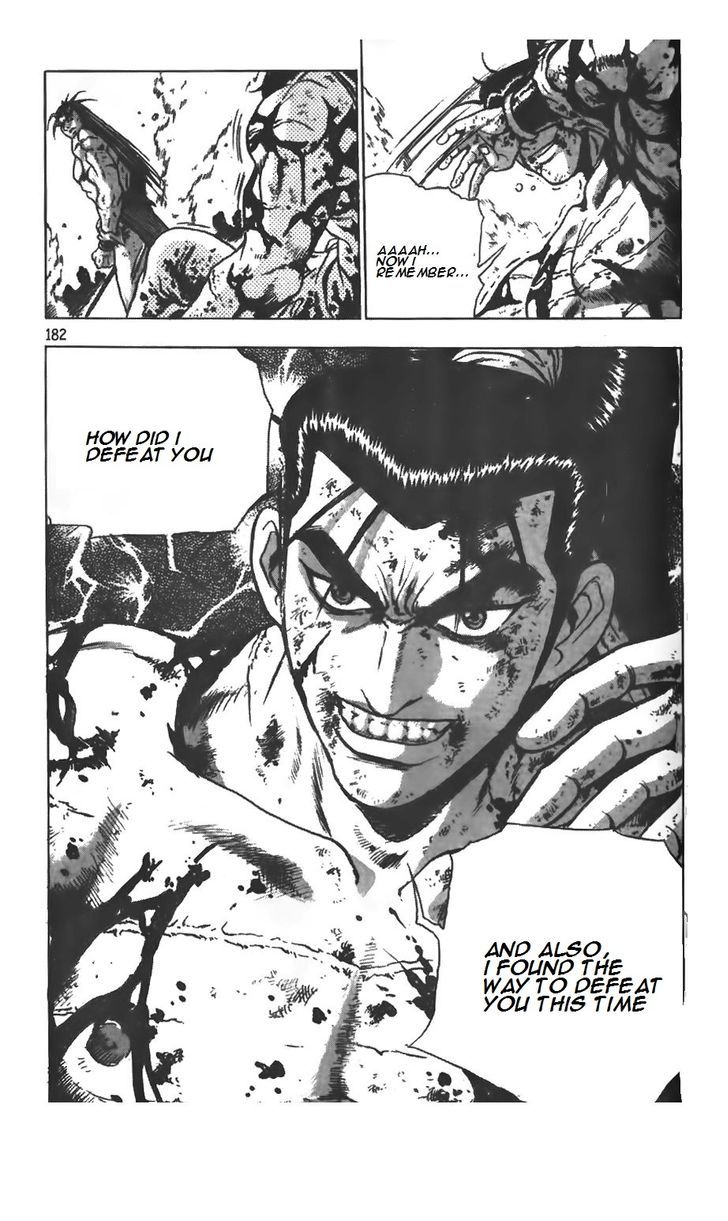 AAAAH...
NOW I
REMEMBER...
182
HOW DID I
DEFEAT YOU
AND ALSO,
I FOUND THE
WAY TO DEFEAT
YOU THIS TIME